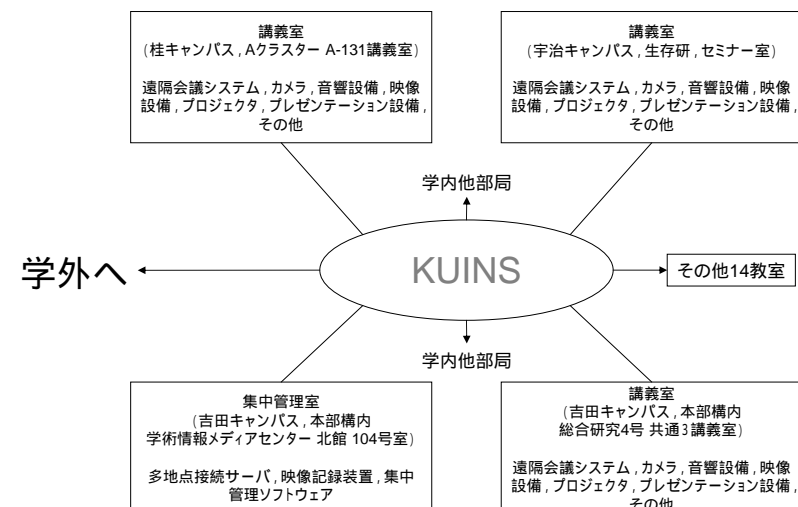 講義室
（桂キャンパス，Aクラスター A-131講義室）
遠隔会議システム，カメラ，音響設備，映像
設備，プロジェクタ，プレゼンテーション設備，
その他
講義室
（宇治キャンパス，生存研，セミナー室）
遠隔会議システム，カメラ，音響設備，映像
設備，プロジェクタ，プレゼンテーション設備，
その他
学内他部局
学外へ
KUINS
その他14教室
学内他部局
集中管理室
（吉田キャンパス，本部構内
学術情報メディアセンター 北館 104号室）
多地点接続サーバ，映像記録装置，集中
管理ソフトウェア
講義室
（吉田キャンパス，本部構内
総合研究4号 共通3講義室）
遠隔会議システム，カメラ，音響設備，映像
設備，プロジェクタ，プレゼンテーション設備，
その他